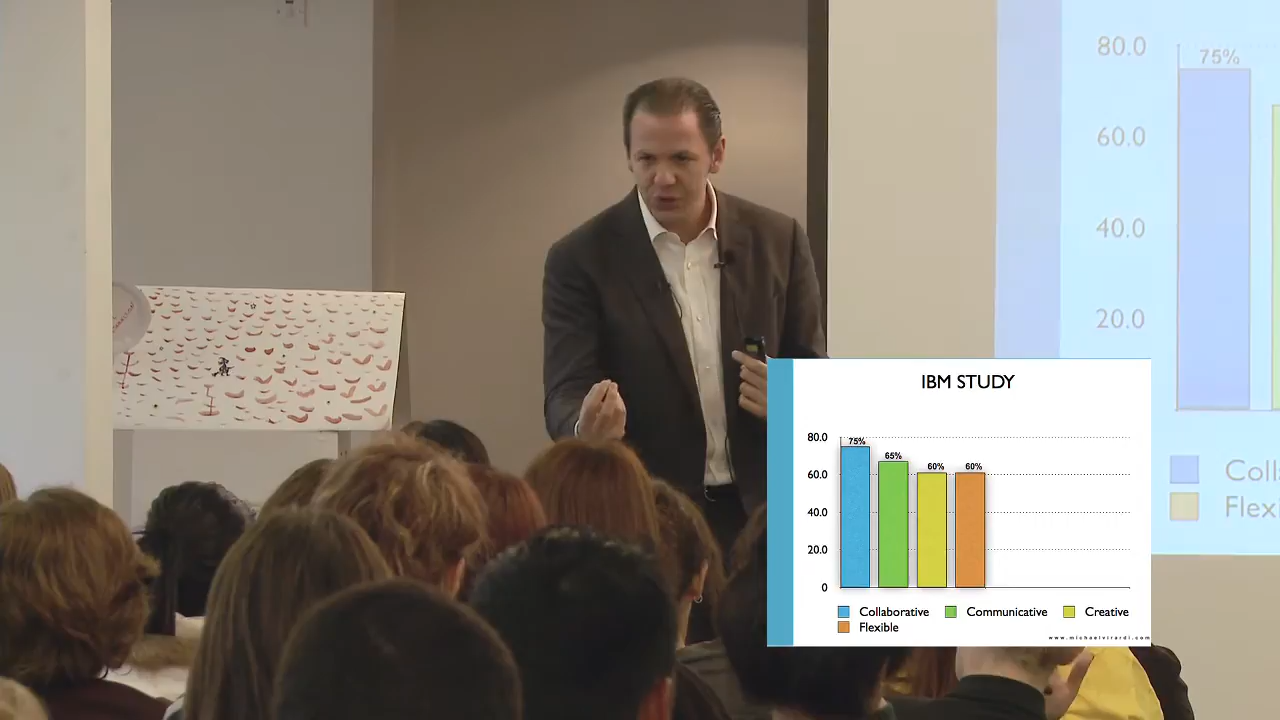 80.0
75%
60.0
40.0
20.0
Coll
Flexi
IBM STUDY
80.0
75%
65%
60%
60%
60.0
40.0
20.0
0
Collaborative
Communicative
Creative
Flexible
www.michaelvirardi.com